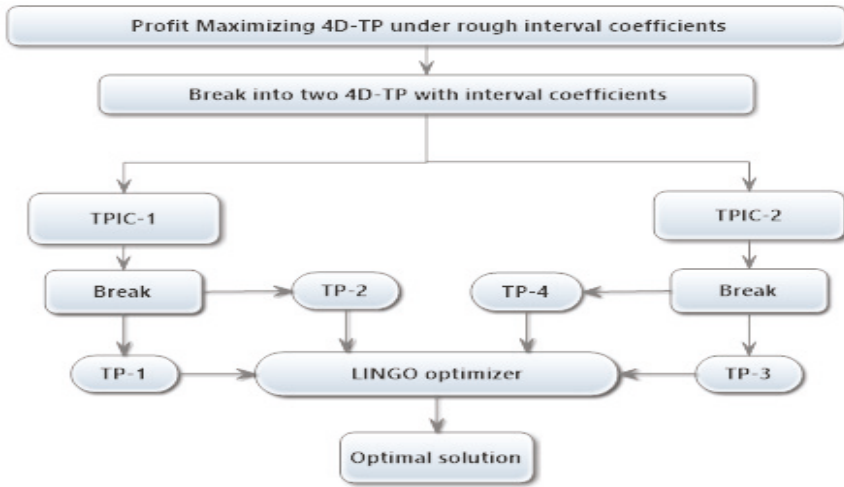 Profit Maximizing 4D-TP under rough interval coefficients
Break into two 4D-TP with interval coefficients
TPIC-1
TPIC-2
Break
TP-2
TP-4
Break
TP-1
LINGO optimizer
TP-3
Optimal solution